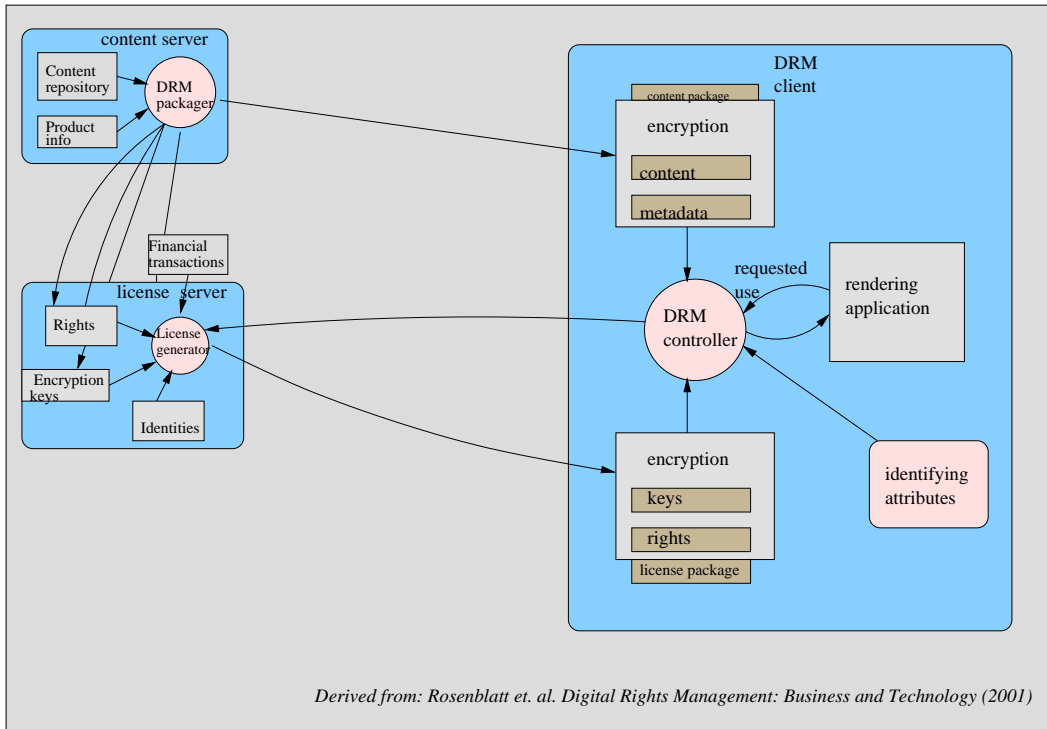 content server
Content
repository
DRM
packager
Product
info
Financial
transactions
license server
Rights
License
generator
Encryption
keys
Identities
DRM
client
content package
encryption
content
metadata
requested
use
rendering
application
DRM
controller
encryption
keys
rights
license package
identifying
attributes
Derived from: Rosenblatt et. al. Digital Rights Management: Business and Technology (2001)